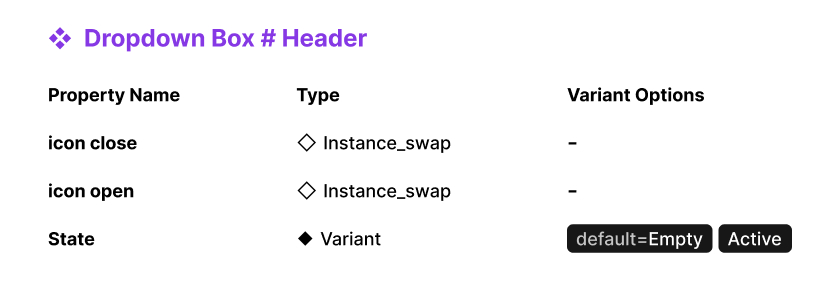 Dropdown Box # Header
Property Name Type Variant Options
icon close Instance_swap -
icon open Instance_swap -
State Variant default=Empty Active